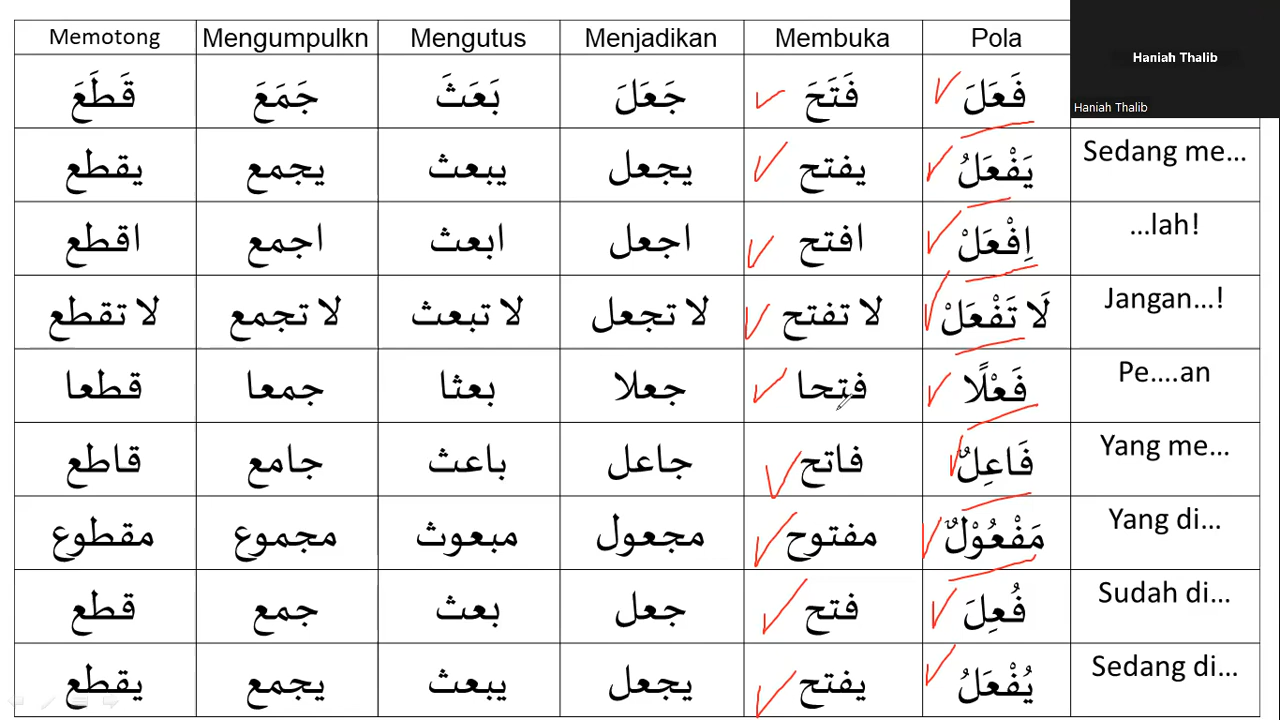 Memotong Mengumpulkn Mengutus Menjadikan Membuka Pola
Haniah Thalib
Haniah Thalib
قَطَعَ جَمَعَ بَعَثَ جَعَلَ فَتَحَ فَعَلَ
يقطع يجمع يبعث يجعل يفتح يَفْعَلُ Sedang me...
اقطع اجمع ابعث اجعل افتح اِفْعَلْ ...lah!
لا تقطع لا تجمع لا تبعث لا تجعل لا تفتح لَا تَفْعَلْ Jangan...!
قطعا جمعا بعثا جعلا فتحا فَعْلًا Pe....an
قاطع جامع باعث جاعل فاتح فَاعِلٌ Yang me...
مقطوع مجموع مبعوث مجعول مفتوح مَفْعُوْلٌ Yang di...
قطع جمع بعث جعل فتح فُعِلَ Sudah di...
يقطع يجمع يبعث يجعل يفتح يُفْعَلُ Sedang di...